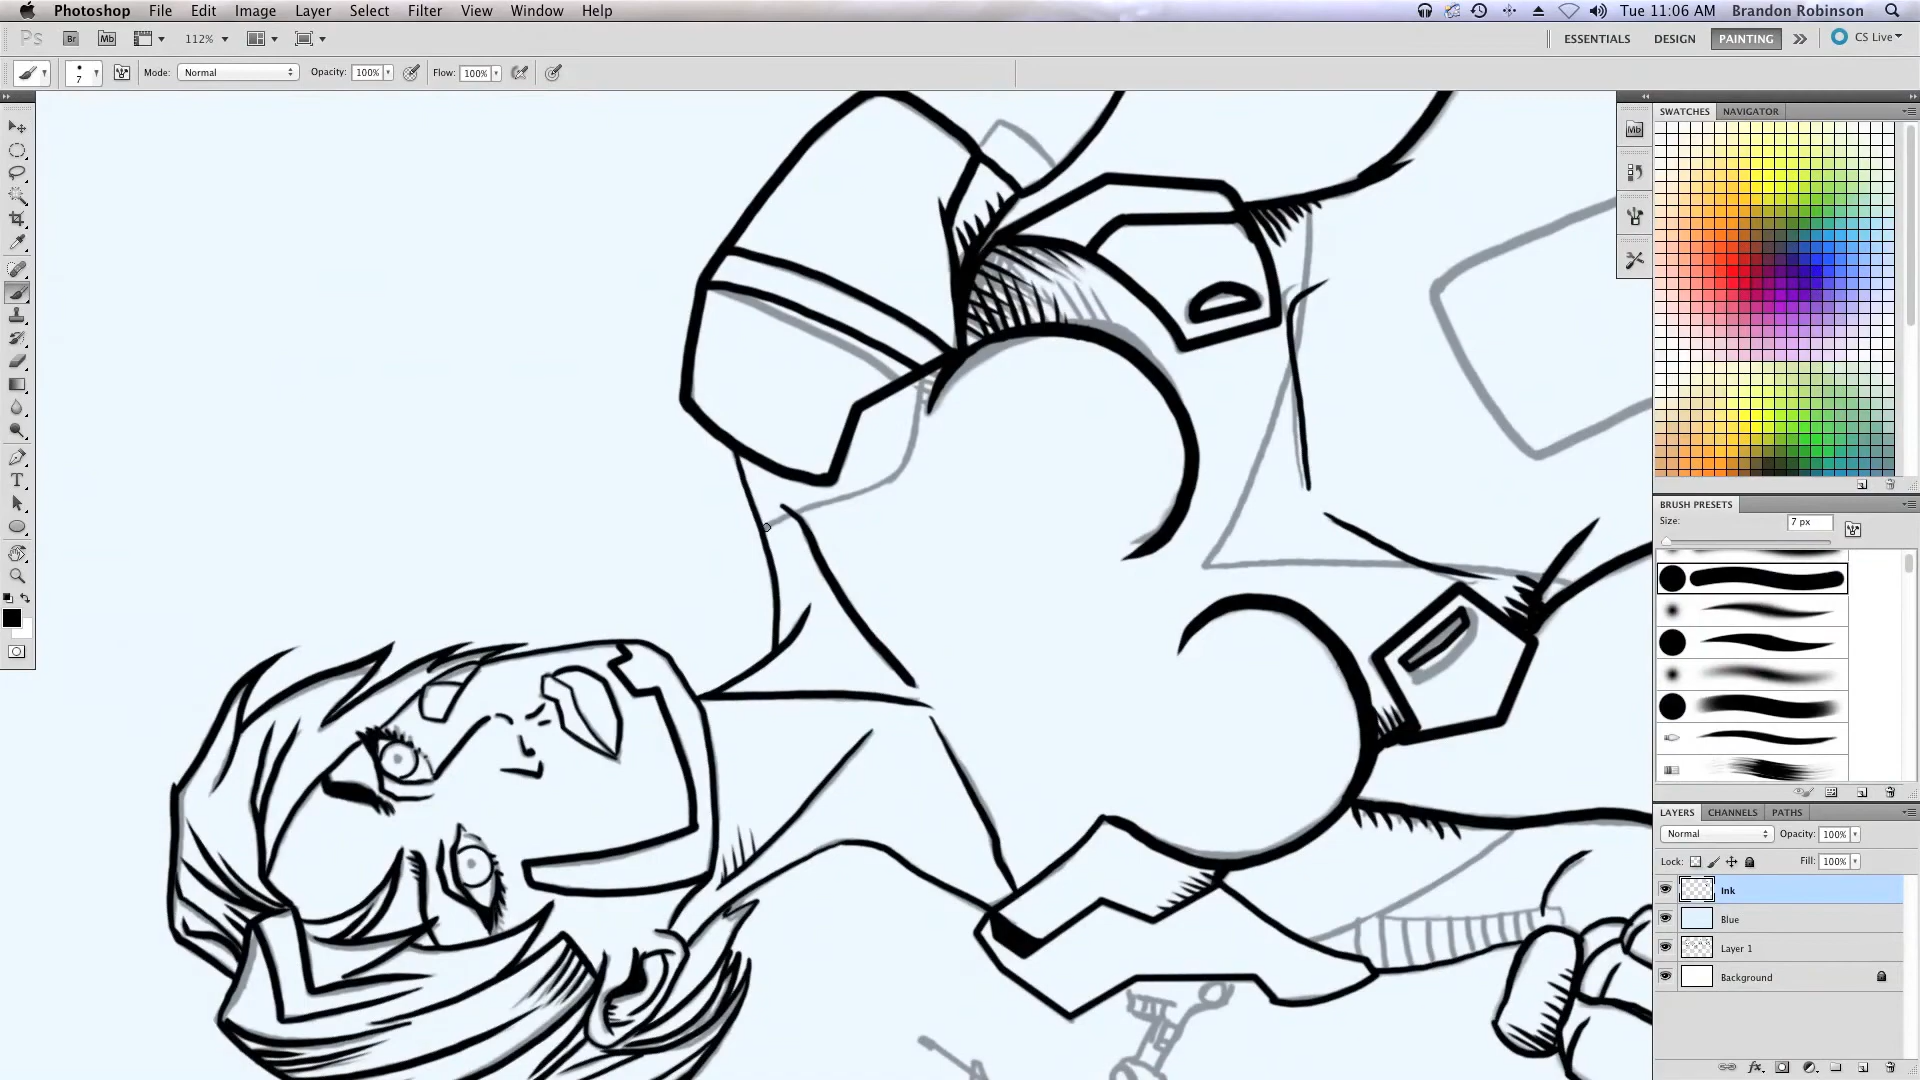 Photoshop File Edit Image Layer Select Filter View Window Help Tue 11:06 AM Brandon Robinson
Ps Br Mb 112% ESSENTIALS DESIGN PAINTING CS Live
7 Mode: Normal Opacity: 100% Flow: 100%
SWATCHES NAVIGATOR
Mb
BRUSH PRESETS
Size: 7 px
T
LAYERS CHANNELS PATHS
Normal Opacity: 100%
Lock: Fill: 100%
Ink
Blue
Layer 1
Background
fx